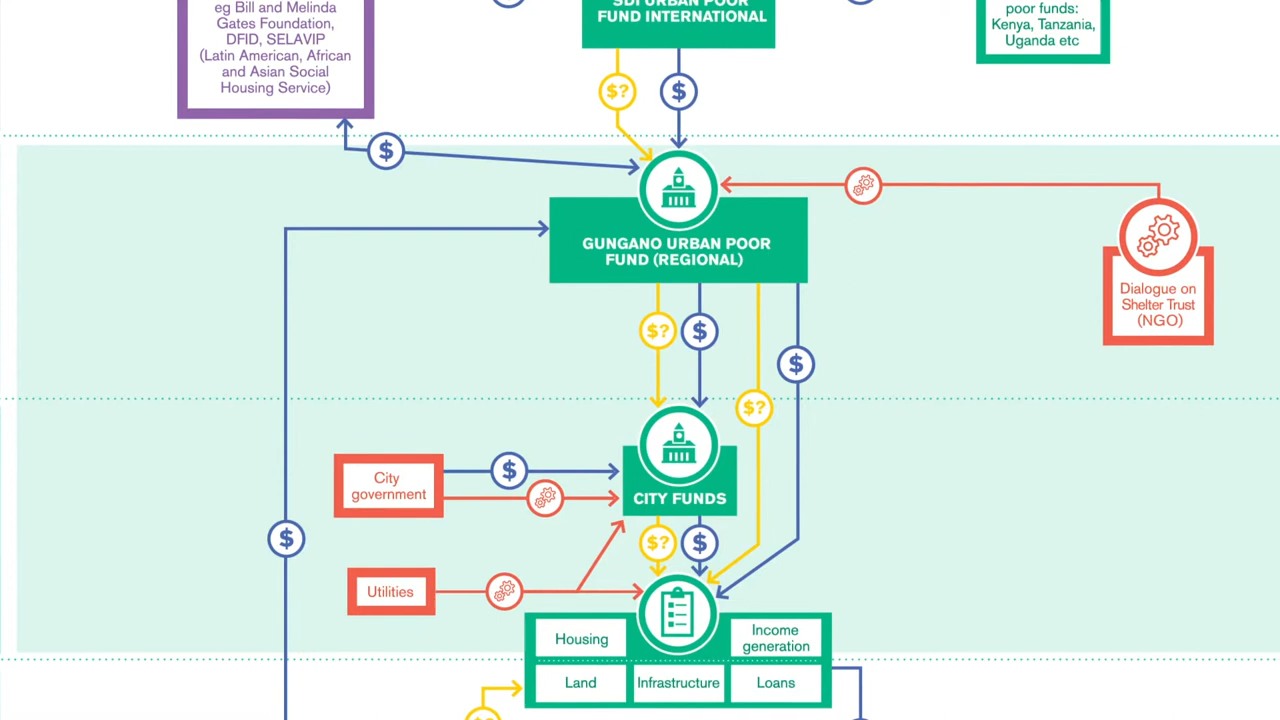 eg Bill and Melinda
Gates Foundation,
DFID, SELAVIP
(Latin American, African
and Asian Social
Housing Service)
SDI URBAN POOR
FUND INTERNATIONAL
poor funds:
Kenya, Tanzania,
Uganda etc
$?
$
$
GUNGANO URBAN POOR
FUND (REGIONAL)
Dialogue on
Shelter Trust
(NGO)
$?
$
$
$?
City
government
$
CITY FUNDS
$
$?
$
Utilities
Housing
Income
generation
Land
Infrastructure
Loans